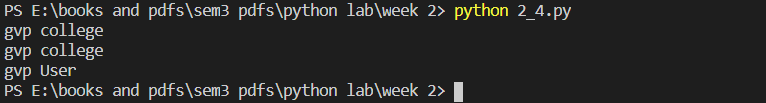 PS E:\books and pdfs\sem3 pdfs\python lab\week 2> python 2_4.py
gvp college
gvp college
gvp User
PS E:\books and pdfs\sem3 pdfs\python lab\week 2>